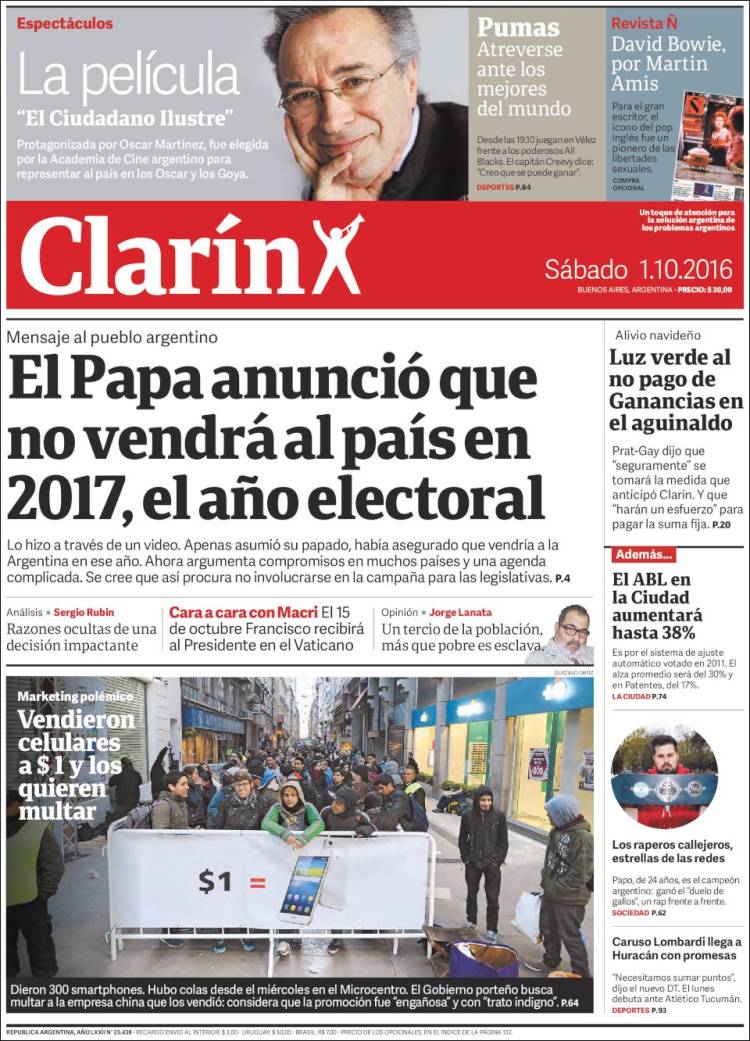 Espectáculos
La película
“El Ciudadano Ilustre”
Protagonizada por Oscar Martínez, fue elegida
por la Academia de Cine argentino para
representar al país en los Oscar y los Goya.
Pumas
Atreverse
ante los
mejores
del mundo
Desde las 19.10 juegan en Vélez
frente a los poderosos All
Blacks. El capitán Creevy dice:
“Creo que se puede ganar”.
DEPORTES P.84
Revista Ñ
David Bowie,
por Martin
Amis
Para el gran
escritor, el
icono del pop
inglés fue un
pionero de las
libertades
sexuales.
COMPRA
OPCIONAL
Clarín
Un toque de atención para
la solución argentina de
los problemas argentinos
Sábado 1.10.2016
BUENOS AIRES, ARGENTINA - PRECIO: $ 30,00
Mensaje al pueblo argentino
El Papa anunció que
no vendrá al país en
2017, el año electoral
Lo hizo a través de un video. Apenas asumió su papado, había asegurado que vendría a la
Argentina en ese año. Ahora argumenta compromisos en muchos países y una agenda
complicada. Se cree que así procura no involucrarse en la campaña para las legislativas. P.4
Análisis • Sergio Rubin
Razones ocultas de una
decisión impactante
Cara a cara con Macri El 15
de octubre Francisco recibirá
al Presidente en el Vaticano
Opinión • Jorge Lanata
Un tercio de la población,
más que pobre es esclava.
GUSTAVO ORTIZ
Marketing polémico
Vendieron
celulares
a $ 1 y los
quieren
multar
$1 =
Dieron 300 smartphones. Hubo colas desde el miércoles en el Microcentro. El Gobierno porteño busca
multar a la empresa china que los vendió: considera que la promoción fue “engañosa” y con “trato indigno”. P.64
Alivio navideño
Luz verde al
no pago de
Ganancias en
el aguinaldo
Prat-Gay dijo que
“seguramente” se
tomará la medida que
anticipó Clarín. Y que
“harán un esfuerzo” para
pagar la suma fija. P.20
Además...
El ABL en
la Ciudad
aumentará
hasta 38%
Es por el sistema de ajuste
automático votado en 2011. El
alza promedio será del 30% y
en Patentes, del 17%.
LA CIUDAD P.74
Los raperos callejeros,
estrellas de las redes
Papo, de 24 años, es el campeón
argentino: ganó el “duelo de
gallos”, un rap frente a frente.
SOCIEDAD P.62
Caruso Lombardi llega a
Huracán con promesas
“Necesitamos sumar puntos”,
dijo el nuevo DT. El lunes
debuta ante Atlético Tucumán.
DEPORTES P.93
REPUBLICA ARGENTINA, AÑO LXXII N° 25.438 - RECARGO ENVIO AL INTERIOR: $ 3,00 - URUGUAY: $ 50,00 - BRASIL: R$ 7,00 - PRECIO DE LOS OPCIONALES, EN EL INDICE DE LA PÁGINA 102.